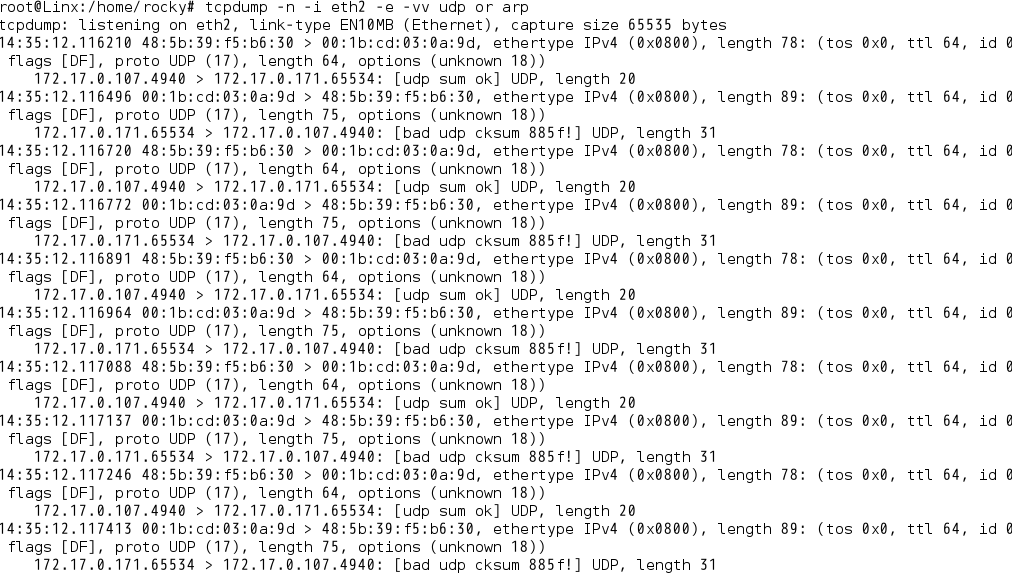 root@Linx:/home/rocky# tcpdump -n -i eth2 -e -vv udp or arp
tcpdump: listening on eth2, link-type EN10MB (Ethernet), capture size 65535 bytes
14:35:12.116210 48:5b:39:f5:b6:30 > 00:1b:cd:03:0a:9d, ethertype IPv4 (0x0800), length 78: (tos 0x0, ttl 64, id 0
flags [DF], proto UDP (17), length 64, options (unknown 18))
172.17.0.107.4940 > 172.17.0.171.65534: [udp sum ok] UDP, length 20
14:35:12.116496 00:1b:cd:03:0a:9d > 48:5b:39:f5:b6:30, ethertype IPv4 (0x0800), length 89: (tos 0x0, ttl 64, id 0
flags [DF], proto UDP (17), length 75, options (unknown 18))
172.17.0.171.65534 > 172.17.0.107.4940: [bad udp cksum 885f!] UDP, length 31
14:35:12.116720 48:5b:39:f5:b6:30 > 00:1b:cd:03:0a:9d, ethertype IPv4 (0x0800), length 78: (tos 0x0, ttl 64, id 0
flags [DF], proto UDP (17), length 64, options (unknown 18))
172.17.0.107.4940 > 172.17.0.171.65534: [udp sum ok] UDP, length 20
14:35:12.116772 00:1b:cd:03:0a:9d > 48:5b:39:f5:b6:30, ethertype IPv4 (0x0800), length 89: (tos 0x0, ttl 64, id 0
flags [DF], proto UDP (17), length 75, options (unknown 18))
172.17.0.171.65534 > 172.17.0.107.4940: [bad udp cksum 885f!] UDP, length 31
14:35:12.116891 48:5b:39:f5:b6:30 > 00:1b:cd:03:0a:9d, ethertype IPv4 (0x0800), length 78: (tos 0x0, ttl 64, id 0
flags [DF], proto UDP (17), length 64, options (unknown 18))
172.17.0.107.4940 > 172.17.0.171.65534: [udp sum ok] UDP, length 20
14:35:12.116964 00:1b:cd:03:0a:9d > 48:5b:39:f5:b6:30, ethertype IPv4 (0x0800), length 89: (tos 0x0, ttl 64, id 0
flags [DF], proto UDP (17), length 75, options (unknown 18))
172.17.0.171.65534 > 172.17.0.107.4940: [bad udp cksum 885f!] UDP, length 31
14:35:12.117088 48:5b:39:f5:b6:30 > 00:1b:cd:03:0a:9d, ethertype IPv4 (0x0800), length 78: (tos 0x0, ttl 64, id 0
flags [DF], proto UDP (17), length 64, options (unknown 18))
172.17.0.107.4940 > 172.17.0.171.65534: [udp sum ok] UDP, length 20
14:35:12.117137 00:1b:cd:03:0a:9d > 48:5b:39:f5:b6:30, ethertype IPv4 (0x0800), length 89: (tos 0x0, ttl 64, id 0
flags [DF], proto UDP (17), length 75, options (unknown 18))
172.17.0.171.65534 > 172.17.0.107.4940: [bad udp cksum 885f!] UDP, length 31
14:35:12.117246 48:5b:39:f5:b6:30 > 00:1b:cd:03:0a:9d, ethertype IPv4 (0x0800), length 78: (tos 0x0, ttl 64, id 0
flags [DF], proto UDP (17), length 64, options (unknown 18))
172.17.0.107.4940 > 172.17.0.171.65534: [udp sum ok] UDP, length 20
14:35:12.117413 00:1b:cd:03:0a:9d > 48:5b:39:f5:b6:30, ethertype IPv4 (0x0800), length 89: (tos 0x0, ttl 64, id 0
flags [DF], proto UDP (17), length 75, options (unknown 18))
172.17.0.171.65534 > 172.17.0.107.4940: [bad udp cksum 885f!] UDP, length 31